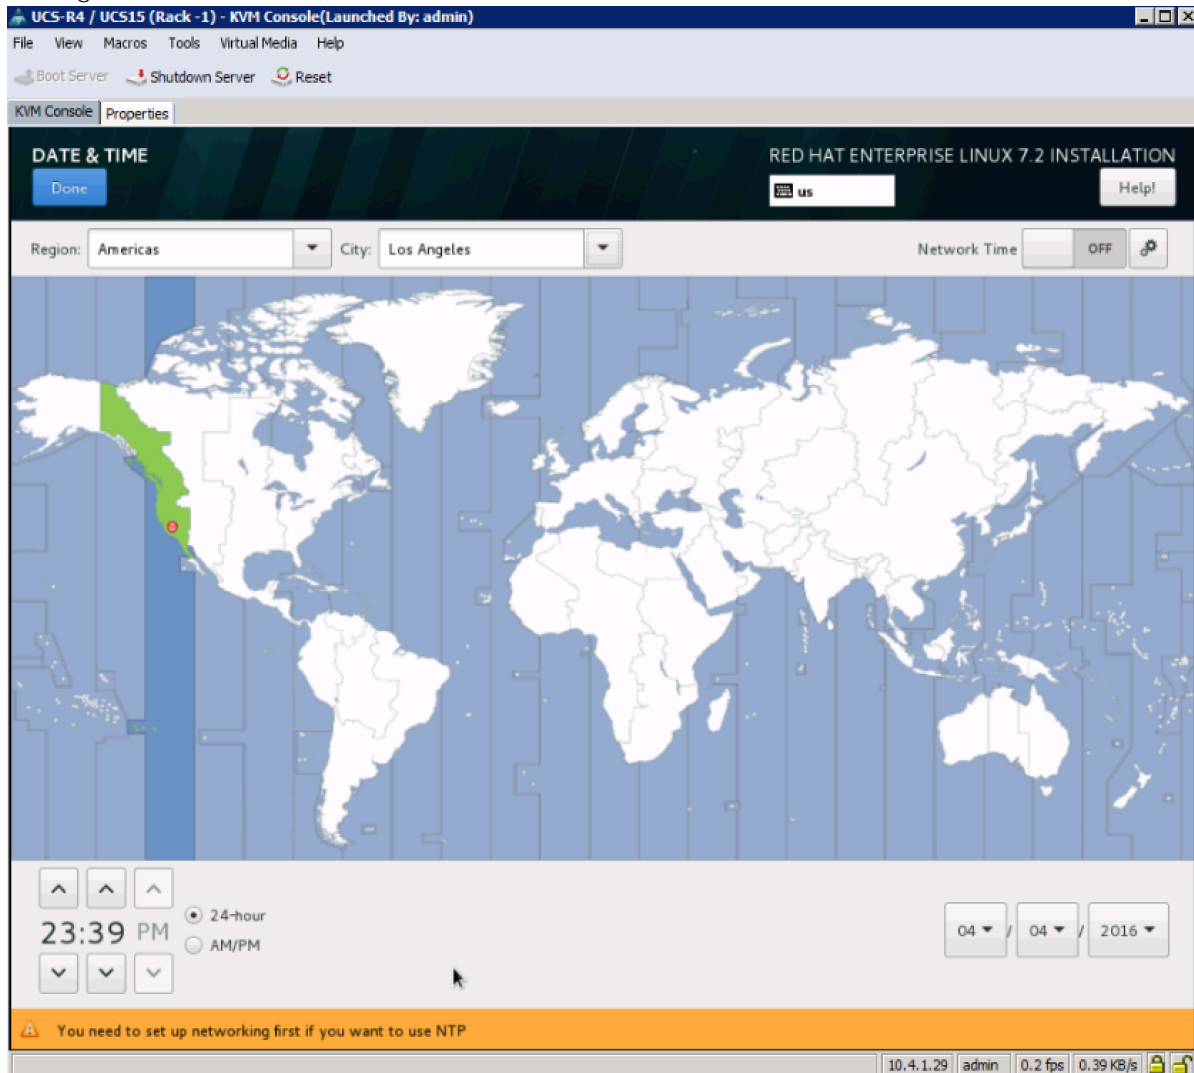 UCS-R4 / UCS15 (Rack -1) - KVM Console(Launched By: admin)
File View Macros Tools Virtual Media Help
Boot Server Shutdown Server Reset
KVM Console Properties
DATE & TIME
RED HAT ENTERPRISE LINUX 7.2 INSTALLATION
Done
us
Help!
Region: Americas City: Los Angeles Network Time OFF
24-hour
23:39 PM
AM/PM
04 / 04 / 2016
You need to set up networking first if you want to use NTP
10.4.1.29 admin 0.2 fps 0.39 KB/s